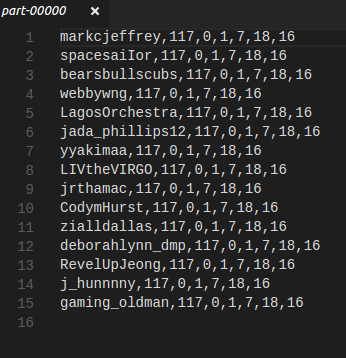 part-00000 ×
1 markcjeffrey,117,0,1,7,18,16
2 spacesaiIor,117,0,1,7,18,16
3 bearsbullscubs,117,0,1,7,18,16
4 webbywng,117,0,1,7,18,16
5 LagosOrchestra,117,0,1,7,18,16
6 jada_phillips12,117,0,1,7,18,16
7 yyakimaa,117,0,1,7,18,16
8 LIVtheVIRGO,117,0,1,7,18,16
9 jrthamac,117,0,1,7,18,16
10 CodymHurst,117,0,1,7,18,16
11 zialldallas,117,0,1,7,18,16
12 deborahlynn_dmp,117,0,1,7,18,16
13 RevelUpJeong,117,0,1,7,18,16
14 j_hunnnny,117,0,1,7,18,16
15 gaming_oldman,117,0,1,7,18,16
16